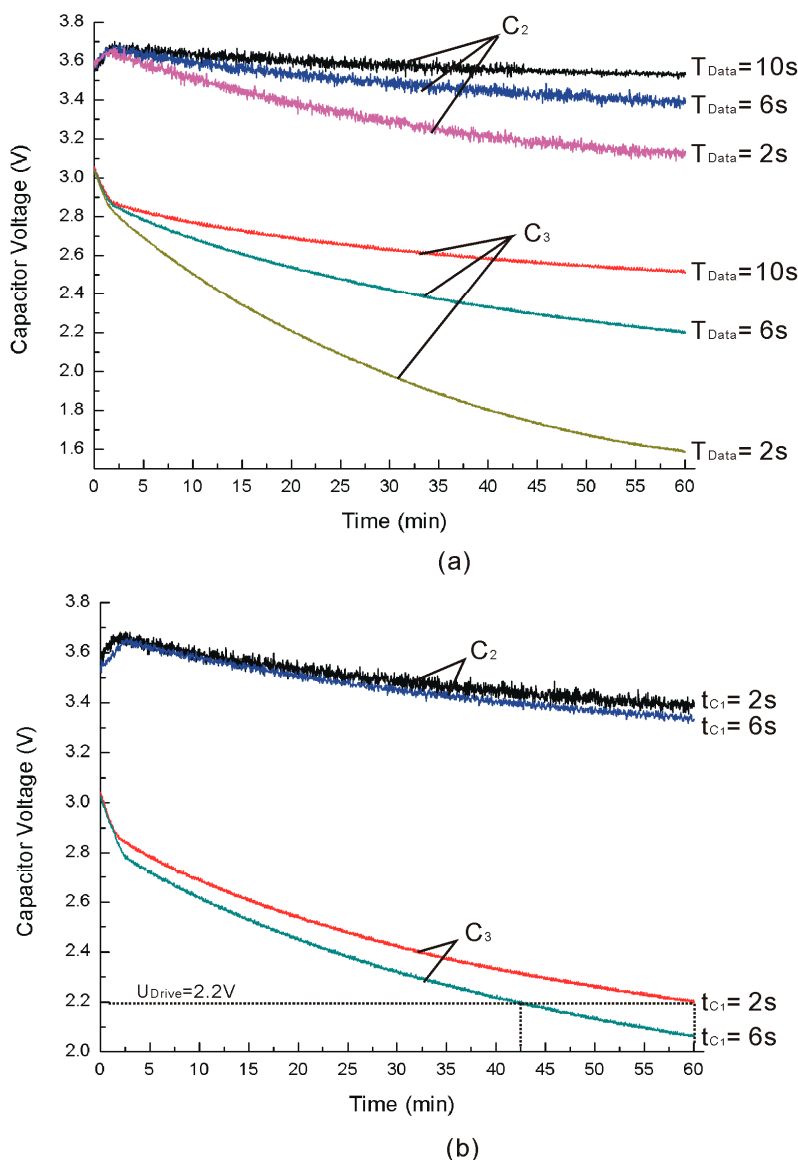 3.8
3.6
3.4
3.2
3.0
2.8
2.6
2.4
2.2
2.0
1.8
1.6
Capacitor Voltage (V)
C2
TData= 10s
TData= 6s
TData= 2s
C3
TData= 10s
TData= 6s
TData= 2s
0 5 10 15 20 25 30 35 40 45 50 55 60
Time (min)
(a)
3.8
3.6
3.4
3.2
3.0
2.8
2.6
2.4
2.2
2.0
Capacitor Voltage (V)
C2
tC1= 2s
tC1= 6s
C3
UDrive=2.2V
tC1= 2s
tC1= 6s
0 5 10 15 20 25 30 35 40 45 50 55 60
Time (min)
(b)